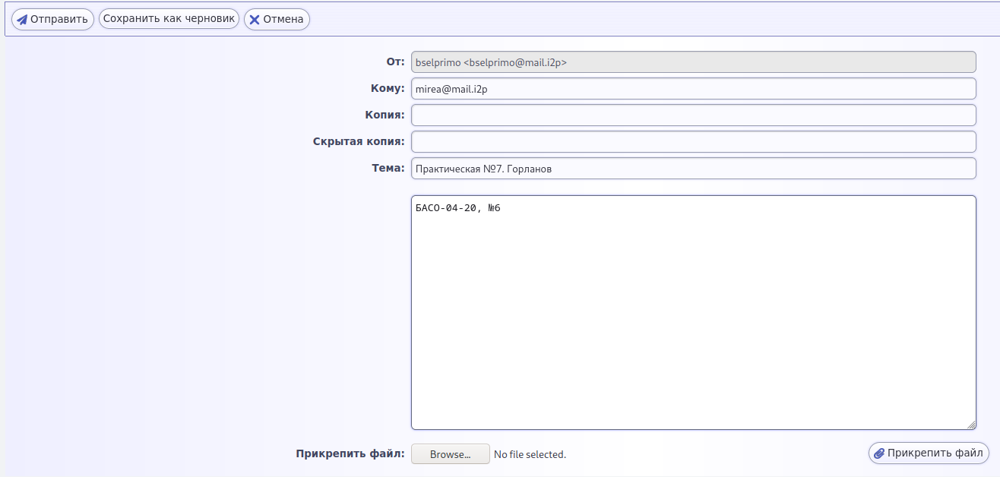 Отправить Сохранить как черновик Отмена
От: bselprimo <bselprimo@mail.i2p>
Кому: mirea@mail.i2p
Копия:
Скрытая копия:
Тема: Практическая №7. Горланов
БАСО-04-20, №6
Прикрепить файл: Browse... No file selected. Прикрепить файл